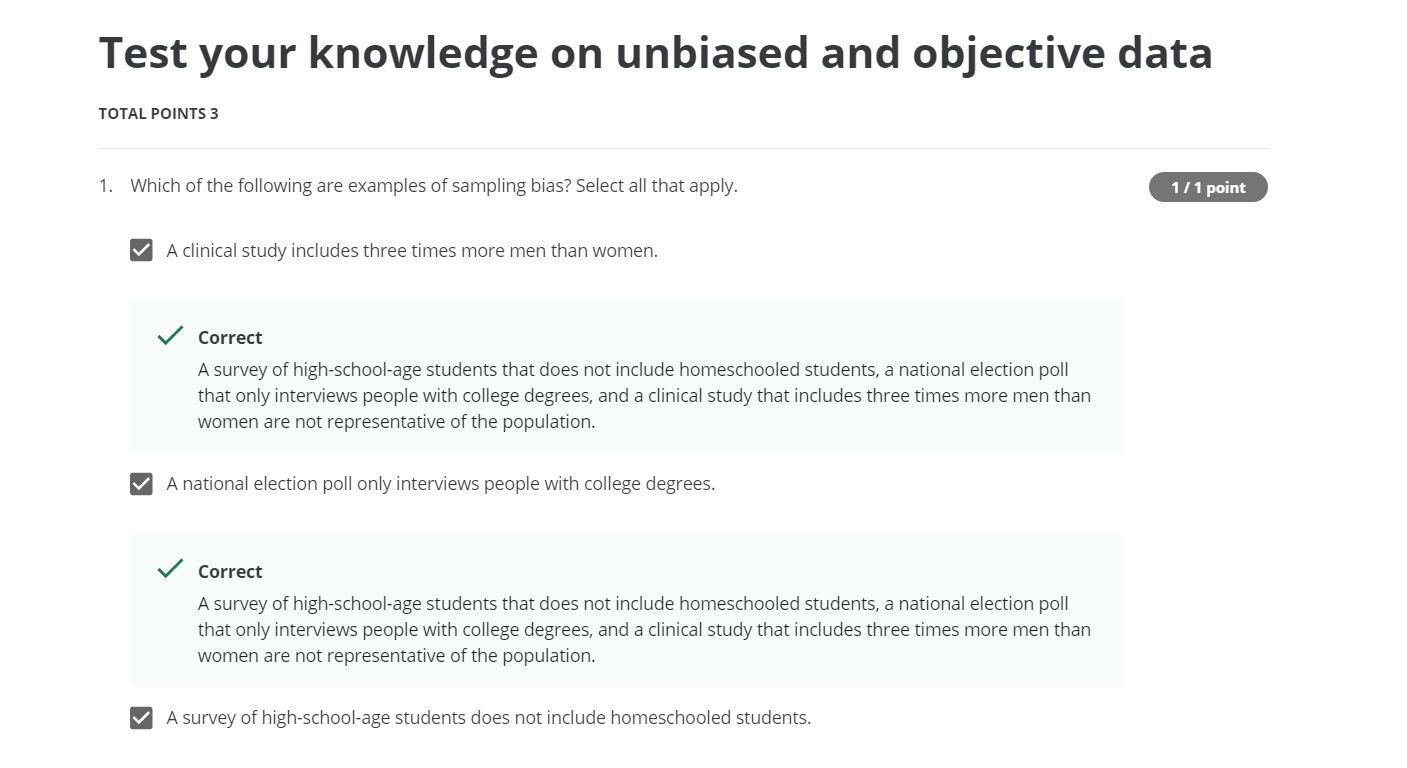 Test your knowledge on unbiased and objective data
TOTAL POINTS 3
1. Which of the following are examples of sampling bias? Select all that apply.
1 / 1 point
A clinical study includes three times more men than women.
Correct
A survey of high-school-age students that does not include homeschooled students, a national election poll
that only interviews people with college degrees, and a clinical study that includes three times more men than
women are not representative of the population.
A national election poll only interviews people with college degrees.
Correct
A survey of high-school-age students that does not include homeschooled students, a national election poll
that only interviews people with college degrees, and a clinical study that includes three times more men than
women are not representative of the population.
A survey of high-school-age students does not include homeschooled students.